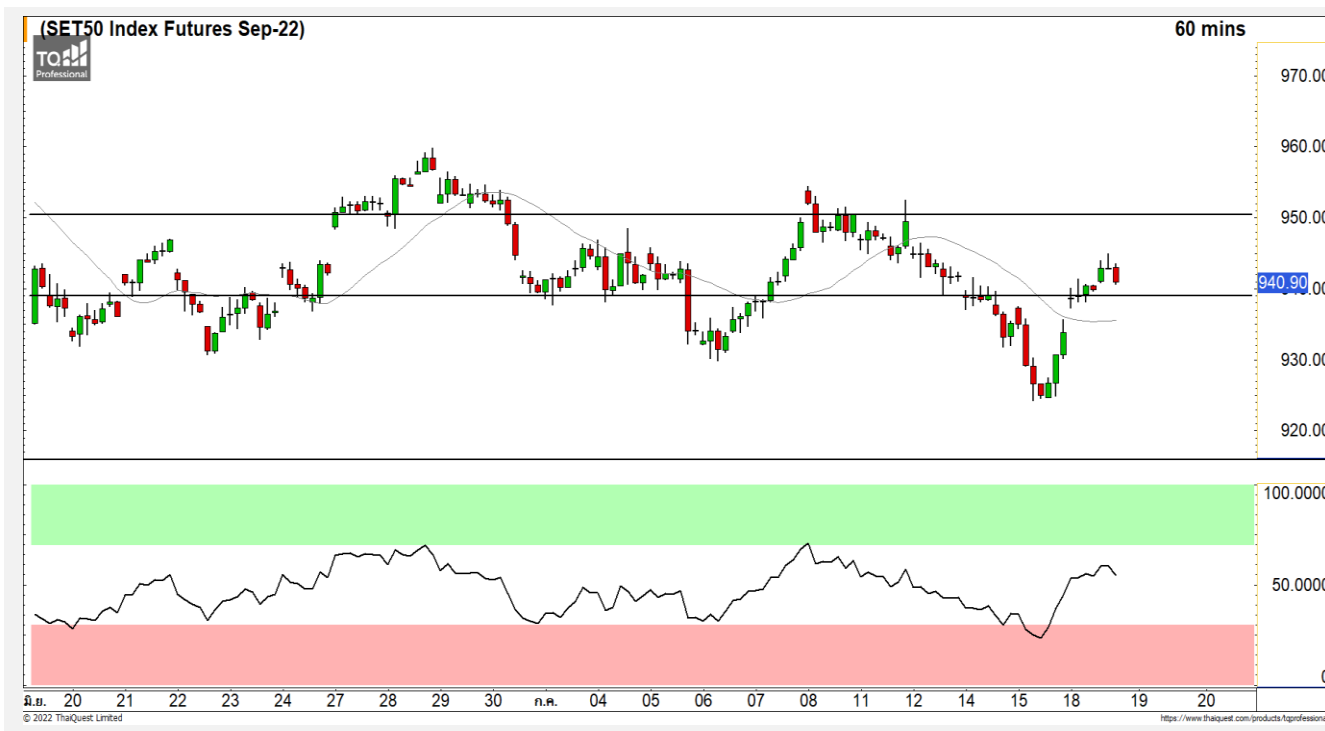 (SET50 Index Futures Sep-22)
60 mins
TQ
Professional
970.00
960.00
950.00
940.90
930.00
920.00
100.0000
50.0000
0
มิ.ย. 20 21 22 23 24 27 28 29 30 ก.ค. 04 05 06 07 08 11 12 14 15 18 19 20
© 2022 ThaiQuest Limited
https://www.thaiquest.com/products/tqprofessional